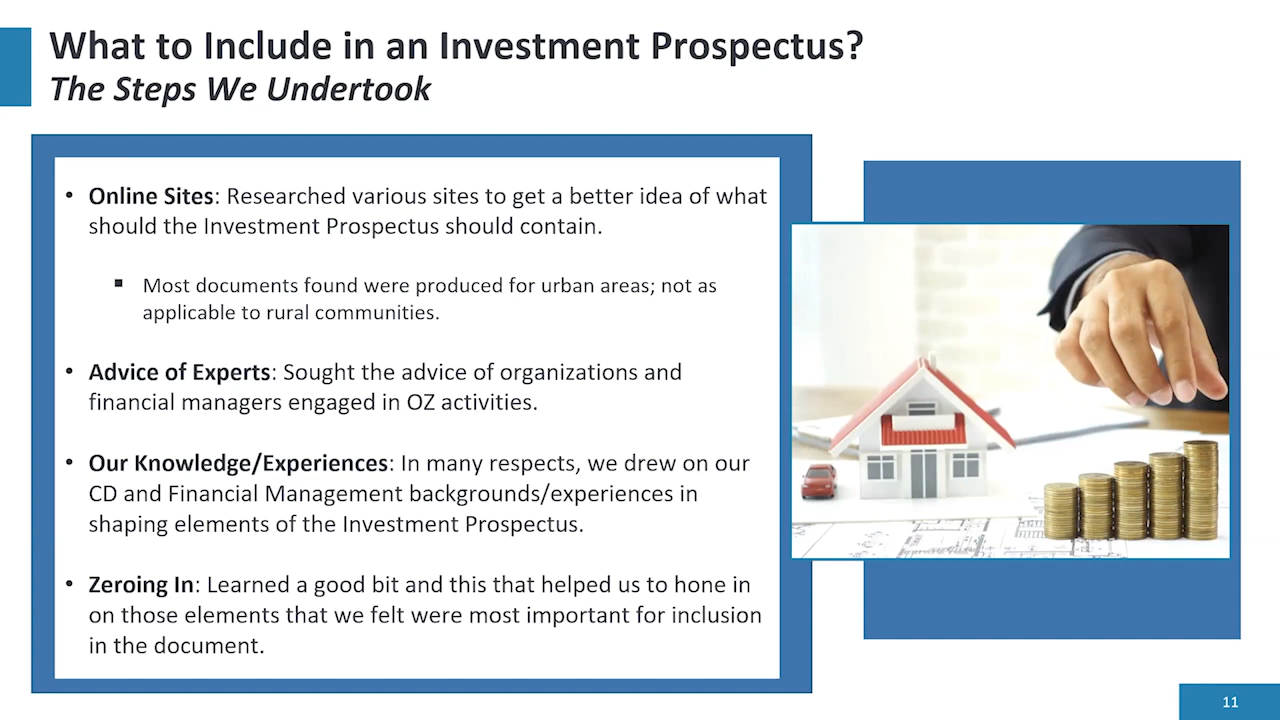 What to Include in an Investment Prospectus?
The Steps We Undertook
• Online Sites: Researched various sites to get a better idea of what
should the Investment Prospectus should contain.
▪ Most documents found were produced for urban areas; not as
applicable to rural communities.
• Advice of Experts: Sought the advice of organizations and
financial managers engaged in OZ activities.
• Our Knowledge/Experiences: In many respects, we drew on our
CD and Financial Management backgrounds/experiences in
shaping elements of the Investment Prospectus.
• Zeroing In: Learned a good bit and this that helped us to hone in
on those elements that we felt were most important for inclusion
in the document.
11